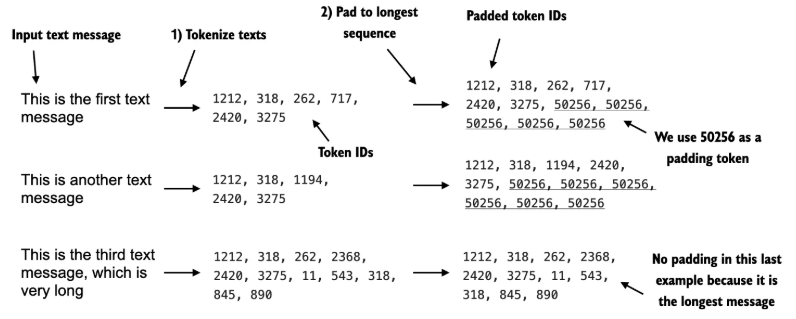 Input text message
1) Tokenize texts
2) Pad to longest
sequence
Padded token IDs
This is the first text
message
1212, 318, 262, 717,
2420, 3275
Token IDs
1212, 318, 262, 717,
2420, 3275, 50256, 50256,
50256, 50256, 50256
We use 50256 as a
padding token
This is another text
message
1212, 318, 1194,
2420, 3275
1212, 318, 1194, 2420,
3275, 50256, 50256, 50256,
50256, 50256, 50256
This is the third text
message, which is
very long
1212, 318, 262, 2368,
2420, 3275, 11, 543, 318,
845, 890
1212, 318, 262, 2368,
2420, 3275, 11, 543,
318, 845, 890
No padding in this last
example because it is
the longest message